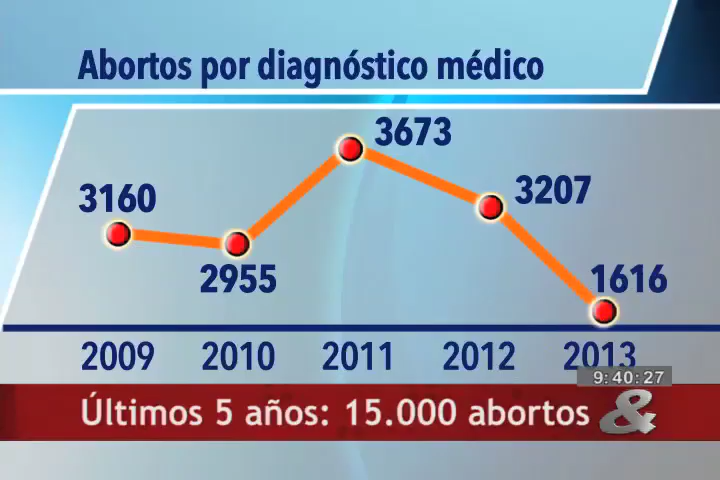 Abortos por diagnóstico médico
3673
3160
3207
2955
1616
2009 2010 2011 2012 2013
9:40:27
Últimos 5 años: 15.000 abortos &